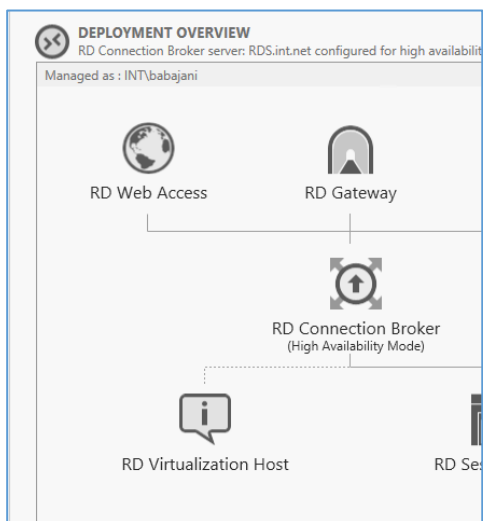 DEPLOYMENT OVERVIEW
RD Connection Broker server: RDS.int.net configured for high availabilit
Managed as : INT\babajani
RD Web Access
RD Gateway
RD Connection Broker
(High Availability Mode)
RD Virtualization Host
RD Ses